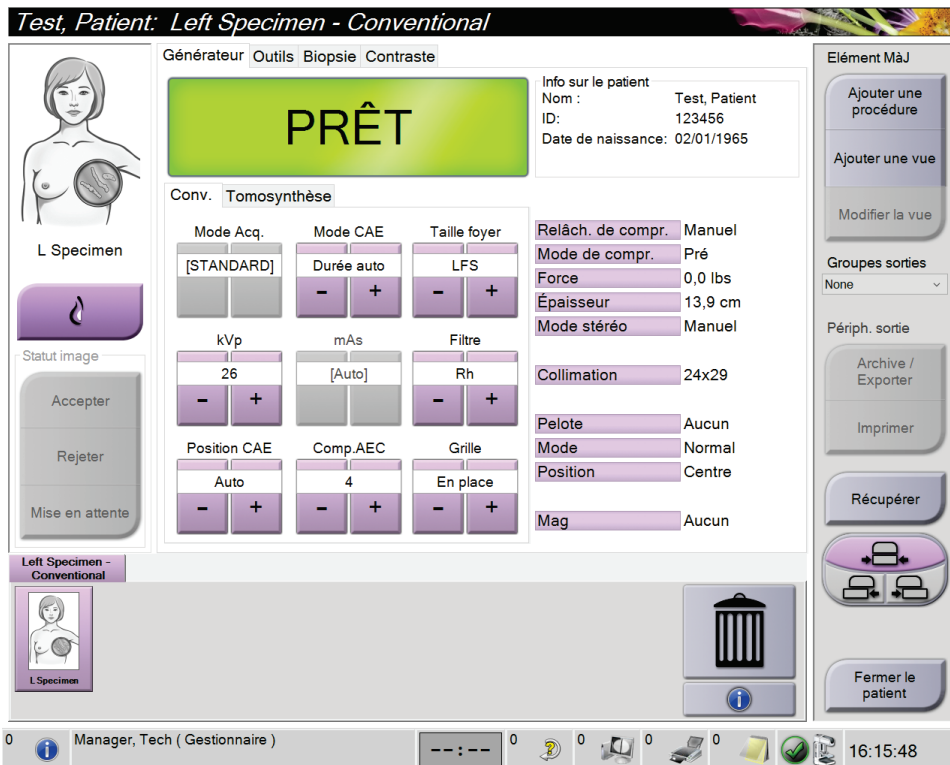 Test, Patient: Left Specimen - Conventional
Générateur Outils Biopsie Contraste
PRÊT
Info sur le patient
Nom : Test, Patient
ID: 123456
Date de naissance: 02/01/1965
L Specimen
Statut image
Accepter
Rejeter
Mise en attente
Conv. Tomosynthèse
Mode Acq. Mode CAE Taille foyer
[STANDARD] Durée auto LFS
- + - +
kVp mAs Filtre
26 [Auto] Rh
- + - +
Position CAE Comp.AEC Grille
Auto 4 En place
- + - + - +
Relâch. de compr. Manuel
Mode de compr. Pré
Force 0,0 lbs
Épaisseur 13,9 cm
Mode stéréo Manuel
Collimation 24x29
Pelote Aucun
Mode Normal
Position Centre
Mag Aucun
Elément MàJ
Ajouter une
procédure
Ajouter une vue
Modifier la vue
Groupes sorties
None
Périph. sortie
Archive /
Exporter
Imprimer
Récupérer
Fermer le
patient
Left Specimen -
Conventional
L Specimen
0 Manager, Tech ( Gestionnaire ) --:-- 0 0 0 0 16:15:48